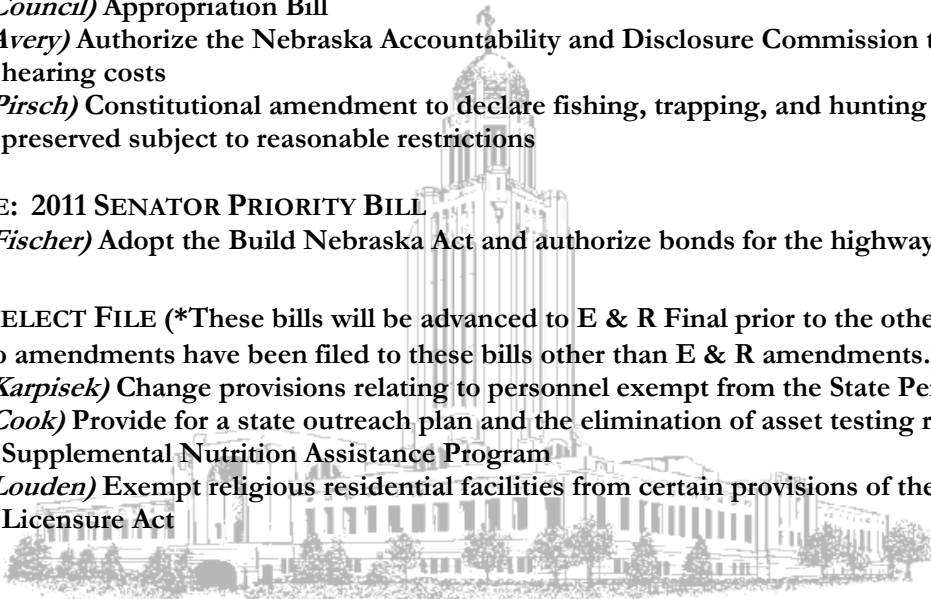 Council) Appropriation Bill
Avery) Authorize the Nebraska Accountability and Disclosure Commission t
hearing costs
Pirsch) Constitutional amendment to declare fishing, trapping, and hunting
preserved subject to reasonable restrictions
E: 2011 SENATOR PRIORITY BILL
Fischer) Adopt the Build Nebraska Act and authorize bonds for the highway
ELECT FILE (*These bills will be advanced to E & R Final prior to the othe
o amendments have been filed to these bills other than E & R amendments.
Karpisek) Change provisions relating to personnel exempt from the State Pe
Cook) Provide for a state outreach plan and the elimination of asset testing r
Supplemental Nutrition Assistance Program
Louden) Exempt religious residential facilities from certain provisions of the
Licensure Act